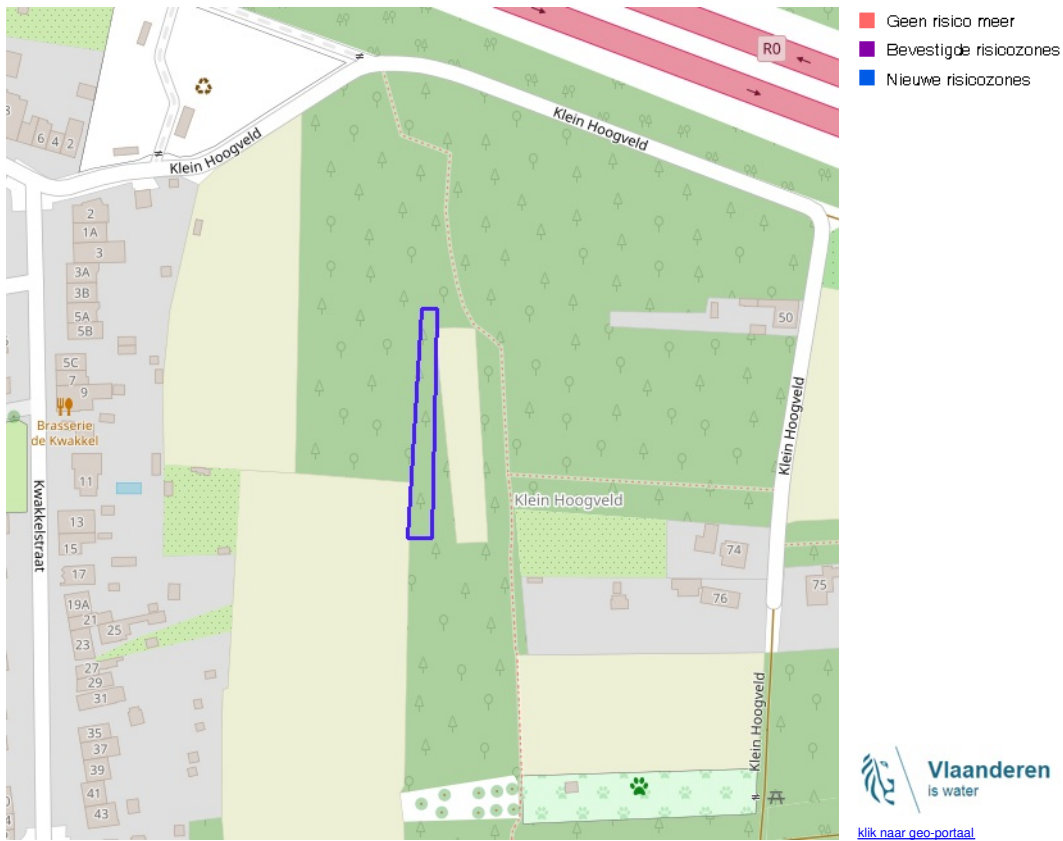 Geen risico meer
Bevestigde risicozones
Nieuwe risicozones
R0
Klein Hoogveld
Klein Hoogveld
6 4 2
2
1A
3
3A
3B
5A
5B
5C
7
9
Brasserie
de Kwakkel
50
Klein Hoogveld
11
Klein Hoogveld
Kwakkelstraat
13
15
74
17
75
76
19A
21
25
23
27
29
31
Klein Hoogveld
35
37
39
41
43
Vlaanderen
is water
klik naar geo-portaal